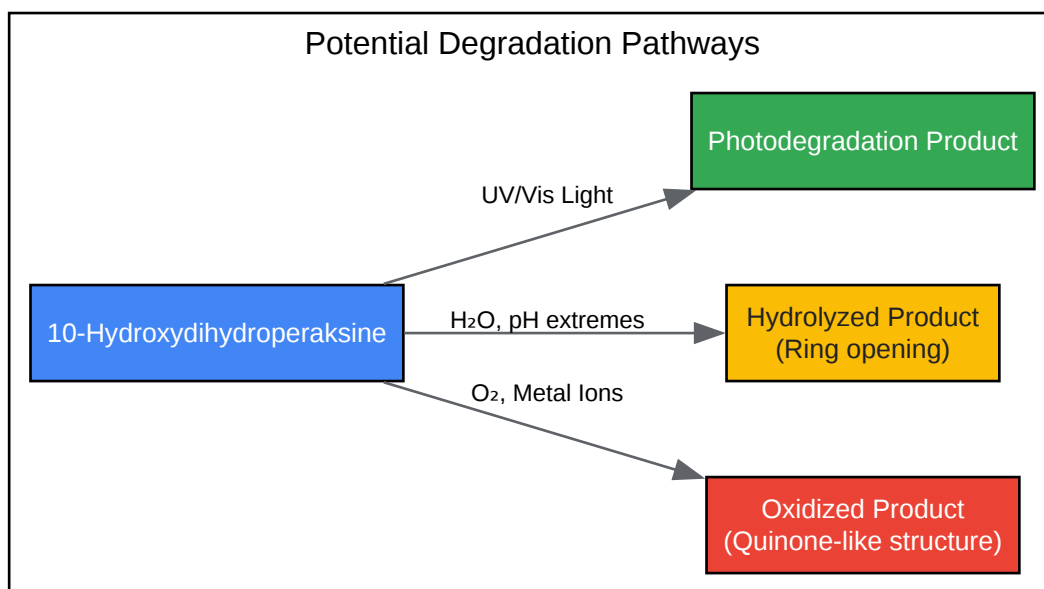 Potential Degradation Pathways
Photodegradation Product
UV/Vis Light
10-Hydroxydihydroperaksine
H₂O, pH extremes
Hydrolyzed Product
(Ring opening)
O₂, Metal Ions
Oxidized Product
(Quinone-like structure)